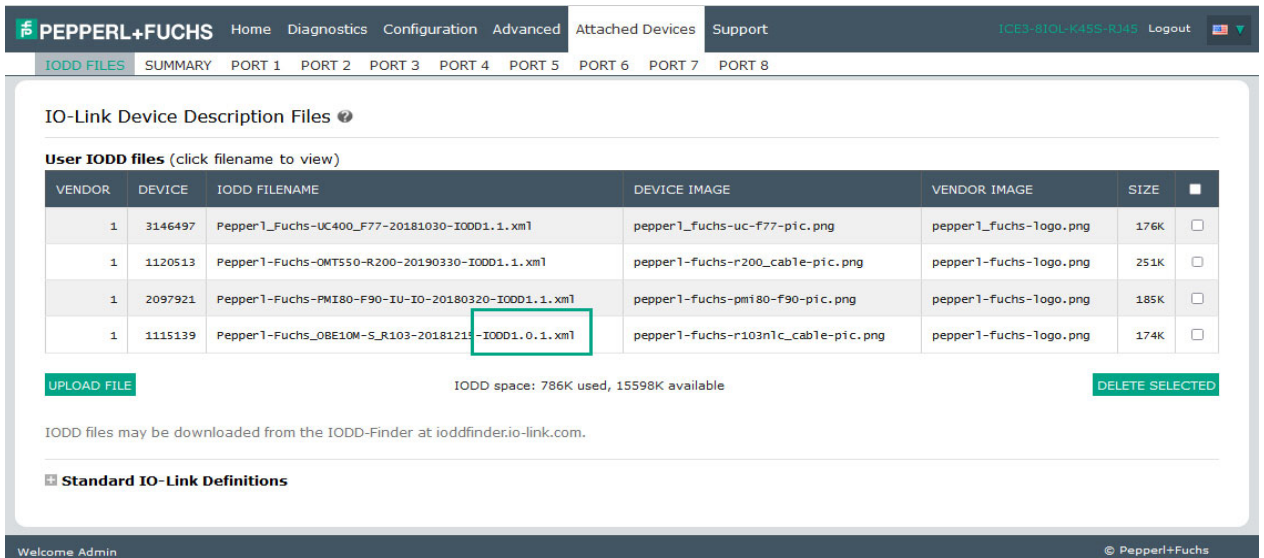 PEPPERL+FUCHS Home Diagnostics Configuration Advanced Attached Devices Support ICE3-8IOL-K45S-RJ45 Logout
IODD FILES SUMMARY PORT 1 PORT 2 PORT 3 PORT 4 PORT 5 PORT 6 PORT 7 PORT 8
IO-Link Device Description Files ?
User IODD files (click filename to view)
VENDOR DEVICE IODD FILENAME DEVICE IMAGE VENDOR IMAGE SIZE
1 3146497 Pepperl_Fuchs-UC400_F77-20181030-IODD1.1.xml pepperl_fuchs-uc-f77-pic.png pepperl_fuchs-logo.png 176K
1 1120513 Pepperl-Fuchs-OMT550-R200-20190330-IODD1.1.xml pepperl-fuchs-r200_cable-pic.png pepperl-fuchs-logo.png 251K
1 2097921 Pepperl-Fuchs-PMI80-F90-IU-IO-20180320-IODD1.1.xml pepperl-fuchs-pmi80-f90-pic.png pepperl-fuchs-logo.png 185K
1 1115139 Pepperl-Fuchs_OBE10M-S_R103-20181215-IODD1.0.1.xml pepperl-fuchs-r103nlc_cable-pic.png pepperl-fuchs-logo.png 174K
UPLOAD FILE IODD space: 786K used, 15598K available DELETE SELECTED
IODD files may be downloaded from the IODD-Finder at ioddfinder.io-link.com.
Standard IO-Link Definitions
Welcome Admin © Pepperl+Fuchs